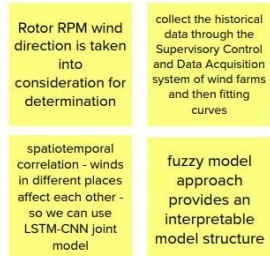 Rotor RPM wind
direction is taken
into
consideration for
determination
collect the historical
data through the
Supervisory Control
and Data Acquisition
system of wind farms
and then fitting
curves
spatiotemporal
correlation - winds
in different places
affect each other -
so we can use
LSTM-CNN joint
model
fuzzy model
approach
provides an
interpretable
model structure